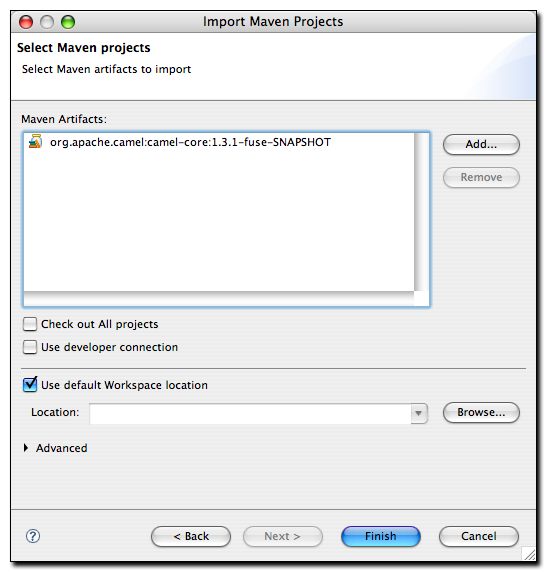 Import Maven Projects
Select Maven projects
Select Maven artifacts to import
Maven Artifacts:
org.apache.camel:camel-core:1.3.1-fuse-SNAPSHOT
Add...
Remove
Check out All projects
Use developer connection
Use default Workspace location
Location:
Browse...
Advanced
?
< Back
Next >
Finish
Cancel